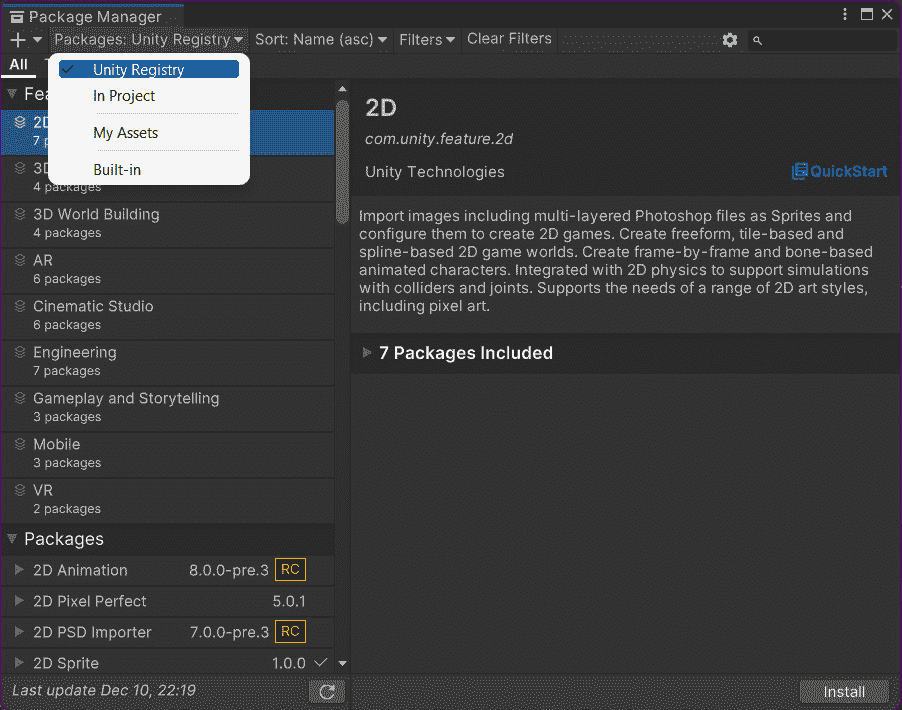 Package Manager
Packages: Unity Registry
Sort: Name (asc)
Filters
Clear Filters
All
Unity Registry
In Project
My Assets
Built-in
Fea
2D
7 p
3D
4 packages
3D World Building
4 packages
AR
6 packages
Cinematic Studio
6 packages
Engineering
7 packages
Gameplay and Storytelling
3 packages
Mobile
3 packages
VR
2 packages
Packages
2D Animation 8.0.0-pre.3 RC
2D Pixel Perfect 5.0.1
2D PSD Importer 7.0.0-pre.3 RC
2D Sprite 1.0.0
Last update Dec 10, 22:19
2D
com.unity.feature.2d
Unity Technologies
QuickStart
Import images including multi-layered Photoshop files as Sprites and
configure them to create 2D games. Create freeform, tile-based and
spline-based 2D game worlds. Create frame-by-frame and bone-based
animated characters. Integrated with 2D physics to support simulations
with colliders and joints. Supports the needs of a range of 2D art styles,
including pixel art.
7 Packages Included
Install